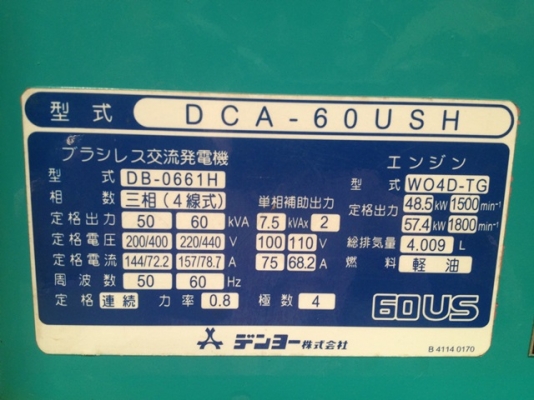 型式 DCA-60USH
ブラシレス交流発電機
型式 DB-0661H
相数 三相(4線式)
定格出力 50 60 kVA
定格電圧 200/400 220/440 V
定格電流 144/72.2 157/78.7 A
周波数 50 60 Hz
定格 連続 力率 0.8 極数 4
単相補助出力
7.5 kVAx 2
100 110 V
75 68.2 A
エンジン
型式 WO4D-TG
定格出力 48.5 kW 1500 min⁻¹
57.4 kW 1800 min⁻¹
総排気量 4.009 L
燃料 軽油
60US
デンヨー株式会社
B 4114 0170